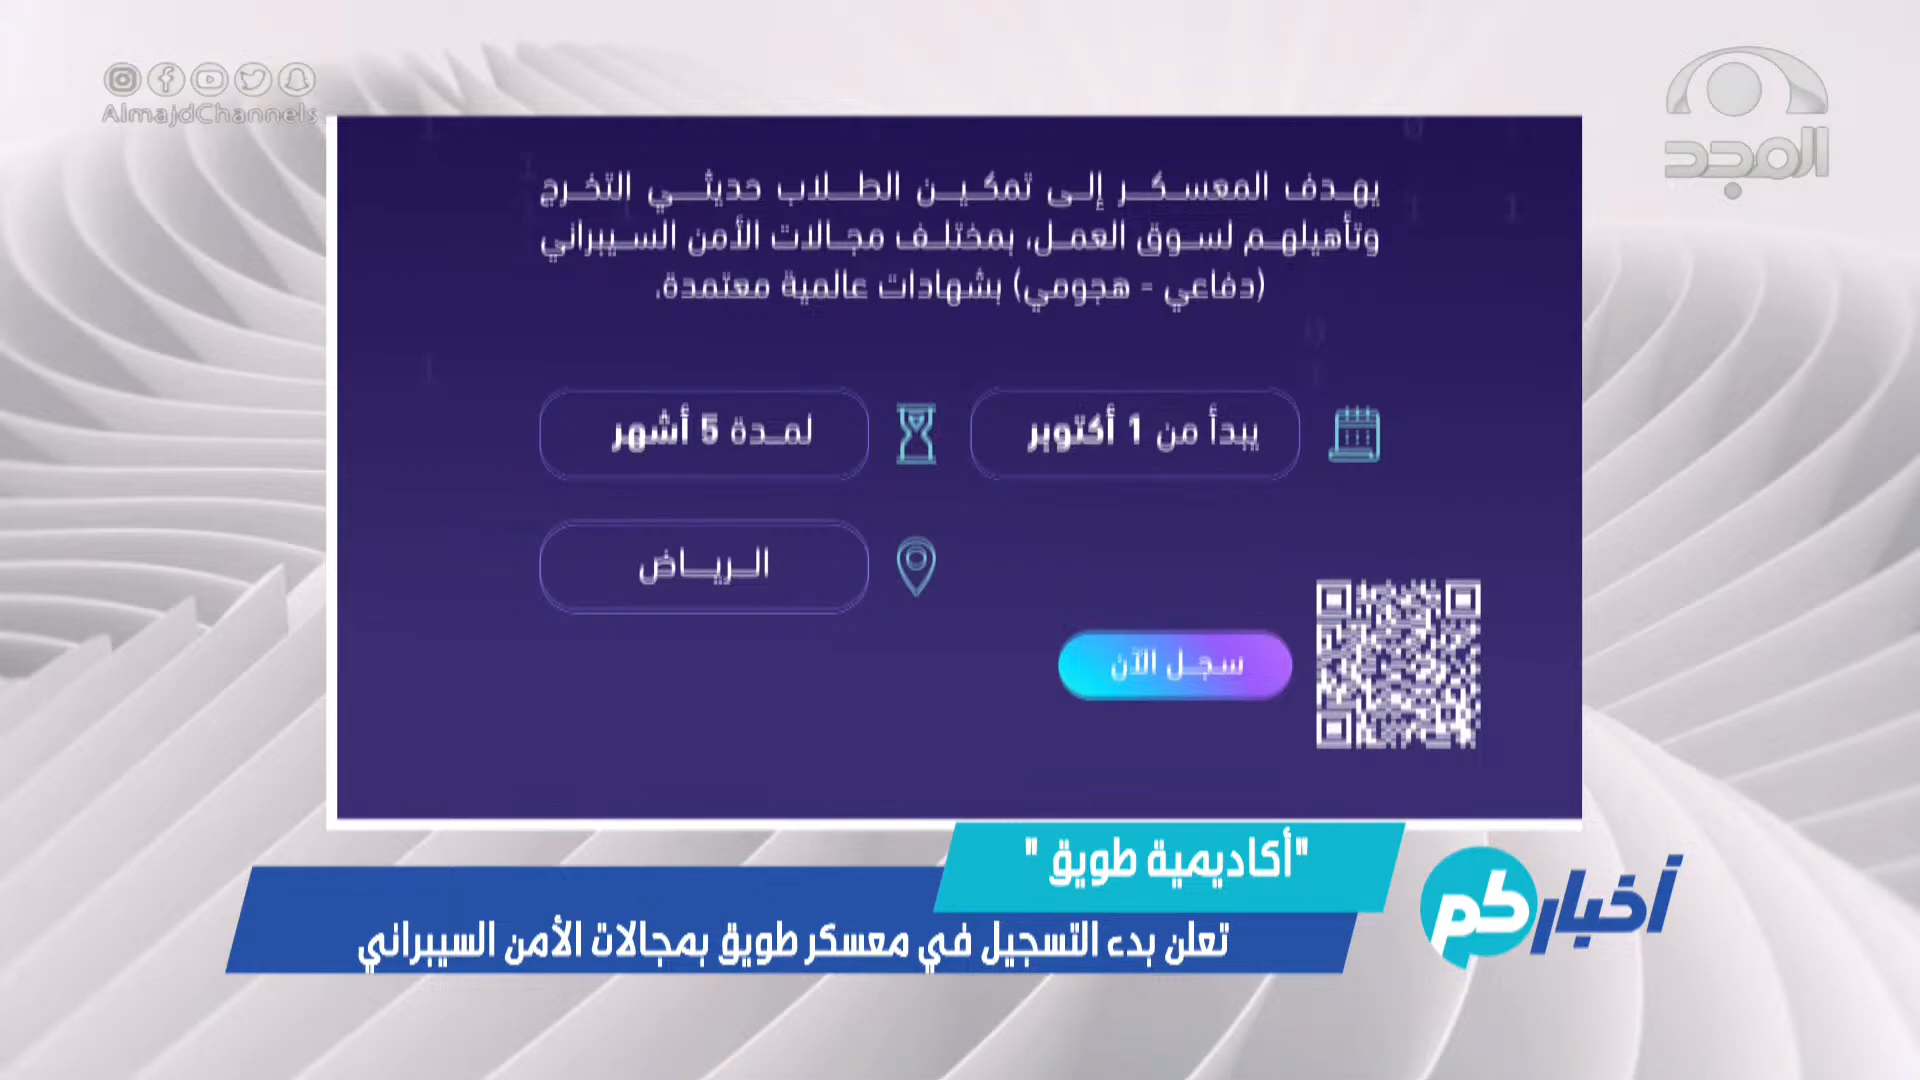 AlmajdChannels
المجد
يهدف المعسكر إلى تمكين الطلاب حديثي التخرج
وتأهيلهم لسوق العمل، بمختلف مجالات الأمن السيبراني
(دفاعي - هجومي) بشهادات عالمية معتمدة.
يبدأ من 1 أكتوبر
لمدة 5 أشهر
الرياض
سجل الآن
"أكاديمية طويق "
تعلن بدء التسجيل في معسكر طويق بمجالات الأمن السيبراني
أخباركم